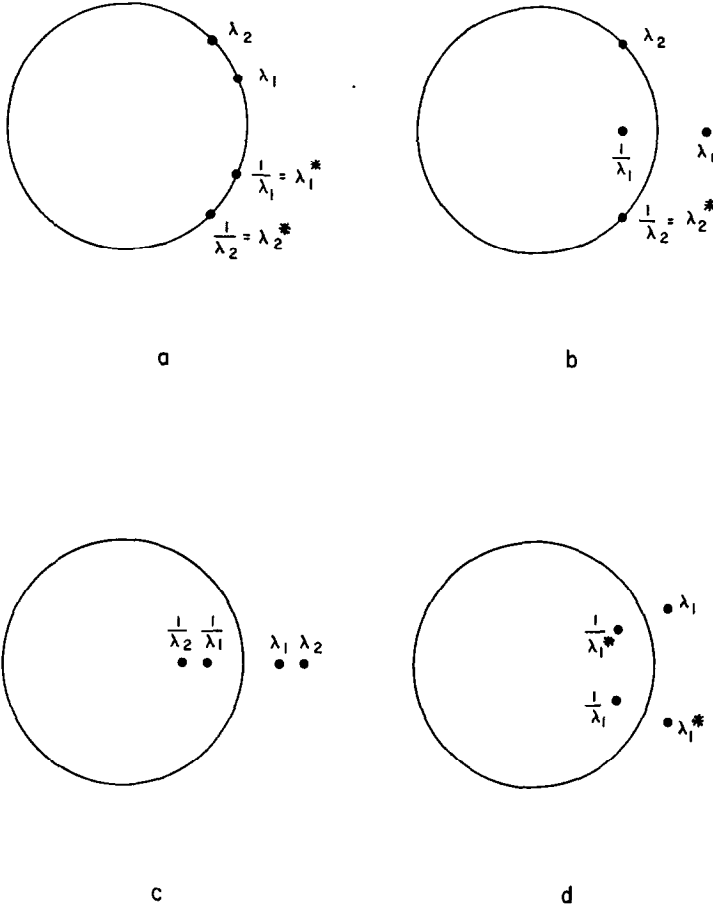 λ2
λ1
1/λ1 = λ1*
1/λ2 = λ2*
a
λ2
1/λ1
λ1
1/λ2 = λ2*
b
1/λ2 1/λ1 λ1 λ2
c
λ1
1/λ1*
1/λ1
λ1*
d